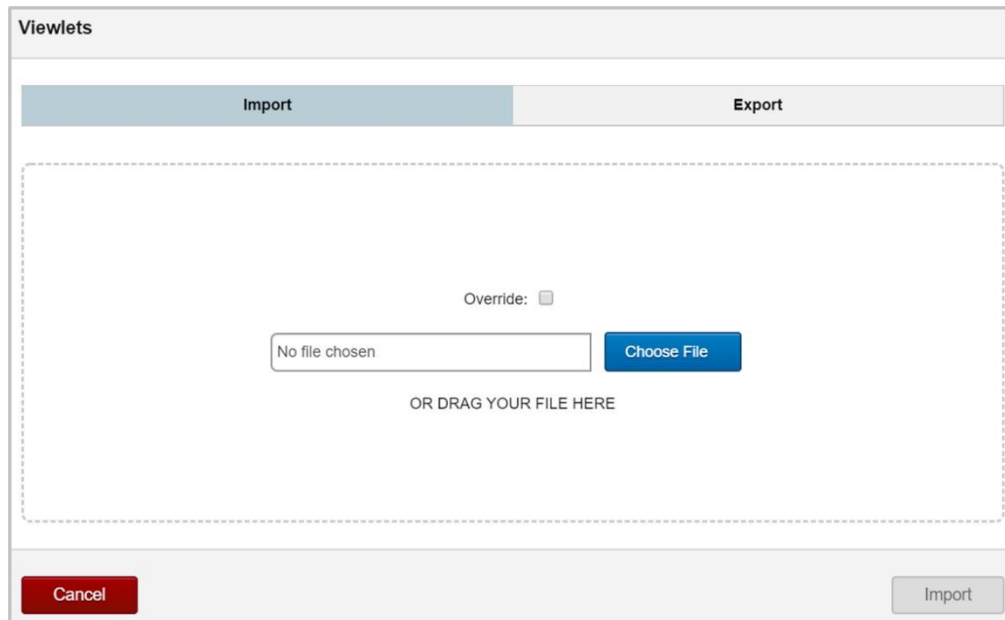 Viewlets
Import Export
Override:
No file chosen Choose File
OR DRAG YOUR FILE HERE
Cancel Import